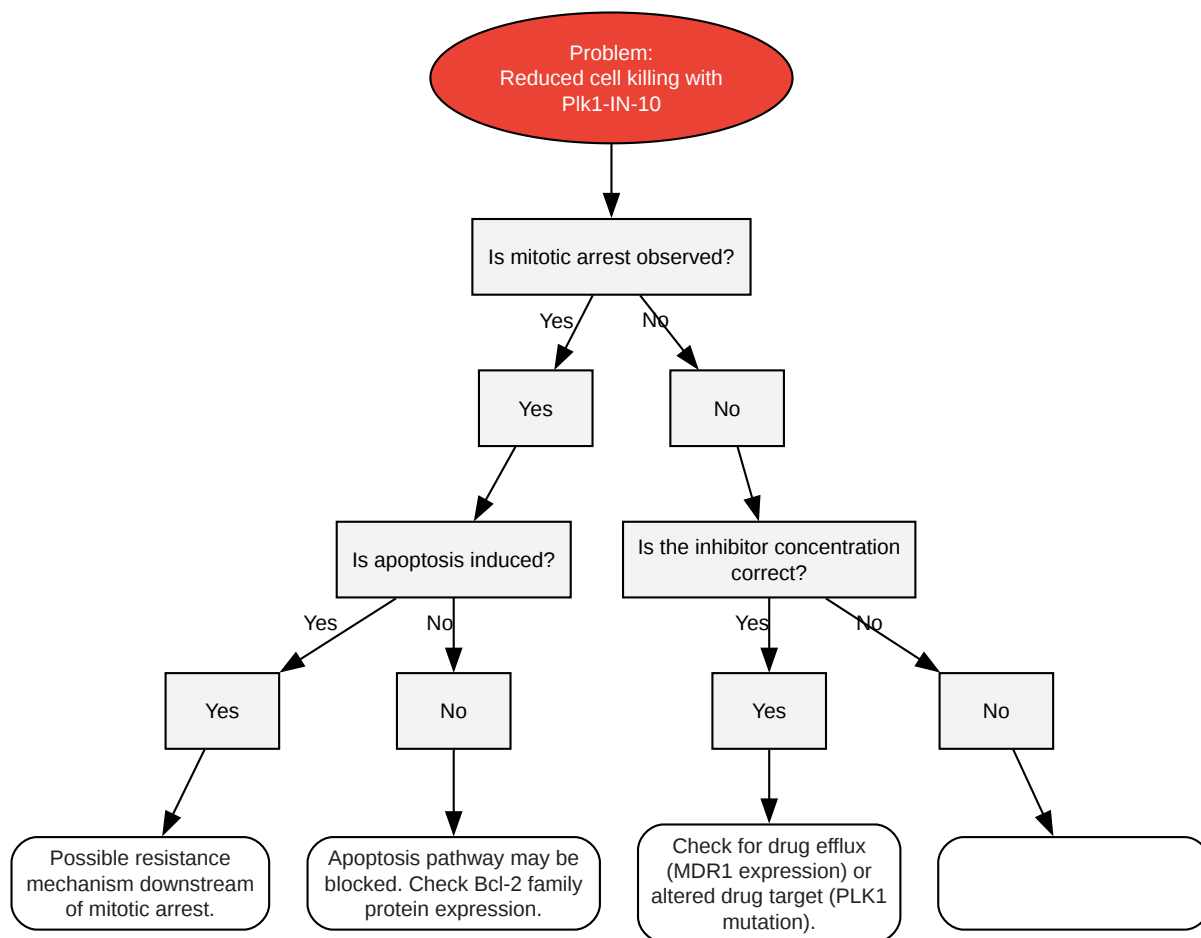 Problem:
Reduced cell killing with
Plk1-IN-10
Is mitotic arrest observed?
Yes
No
Yes
No
Is apoptosis induced?
Is the inhibitor concentration
correct?
Yes
No
Yes
No
Yes
No
Yes
No
Possible resistance
mechanism downstream
of mitotic arrest.
Apoptosis pathway may be
blocked. Check Bcl-2 family
protein expression.
Check for drug efflux
(MDR1 expression) or
altered drug target (PLK1
mutation).